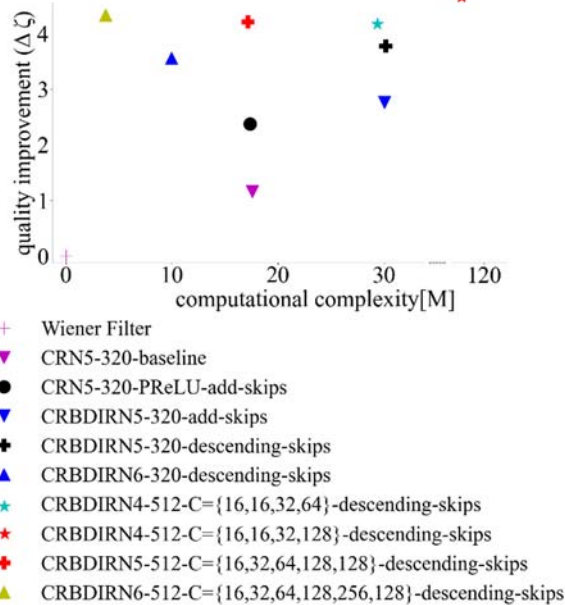 quality improvement (Δζ)
4
3
2
1
0
0 10 20 30 120
computational complexity[M]
Wiener Filter
CRN5-320-baseline
CRN5-320-PReLU-add-skips
CRBDIRN5-320-add-skips
CRBDIRN5-320-descending-skips
CRBDIRN6-320-descending-skips
CRBDIRN4-512-C={16,16,32,64}-descending-skips
CRBDIRN4-512-C={16,16,32,128}-descending-skips
CRBDIRN5-512-C={16,32,64,128,128}-descending-skips
CRBDIRN6-512-C={16,32,64,128,256,128}-descending-skips